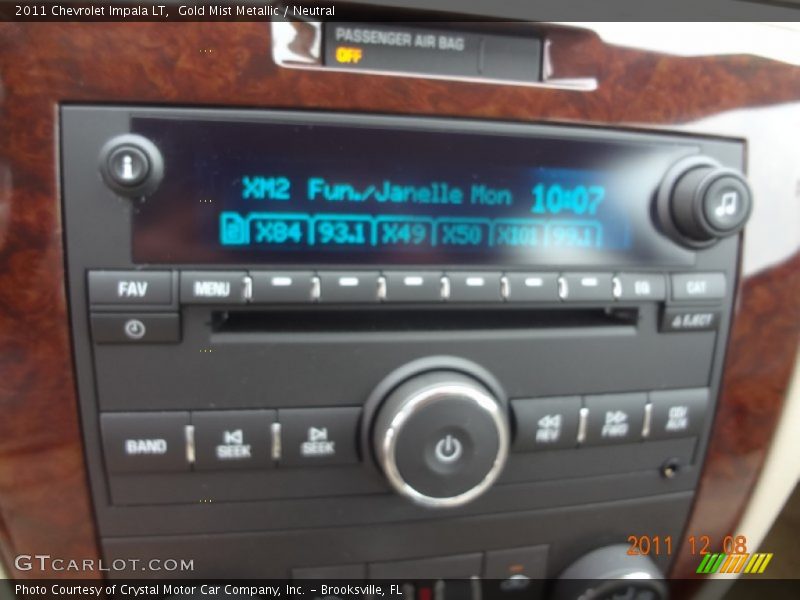 2011 Chevrolet Impala LT,  Gold Mist Metallic / Neutral
PASSENGER AIR BAG
OFF
i
XM2 Fun./Janelle Mon 10:07
X84 93.1 X49 X50 X101 99.1
FAV MENU EQ CAT
EJECT
BAND SEEK SEEK REV FWD CD/AUX
2011 12 08
GTCARLOT.COM
Photo Courtesy of Crystal Motor Car Company, Inc. – Brooksville, FL